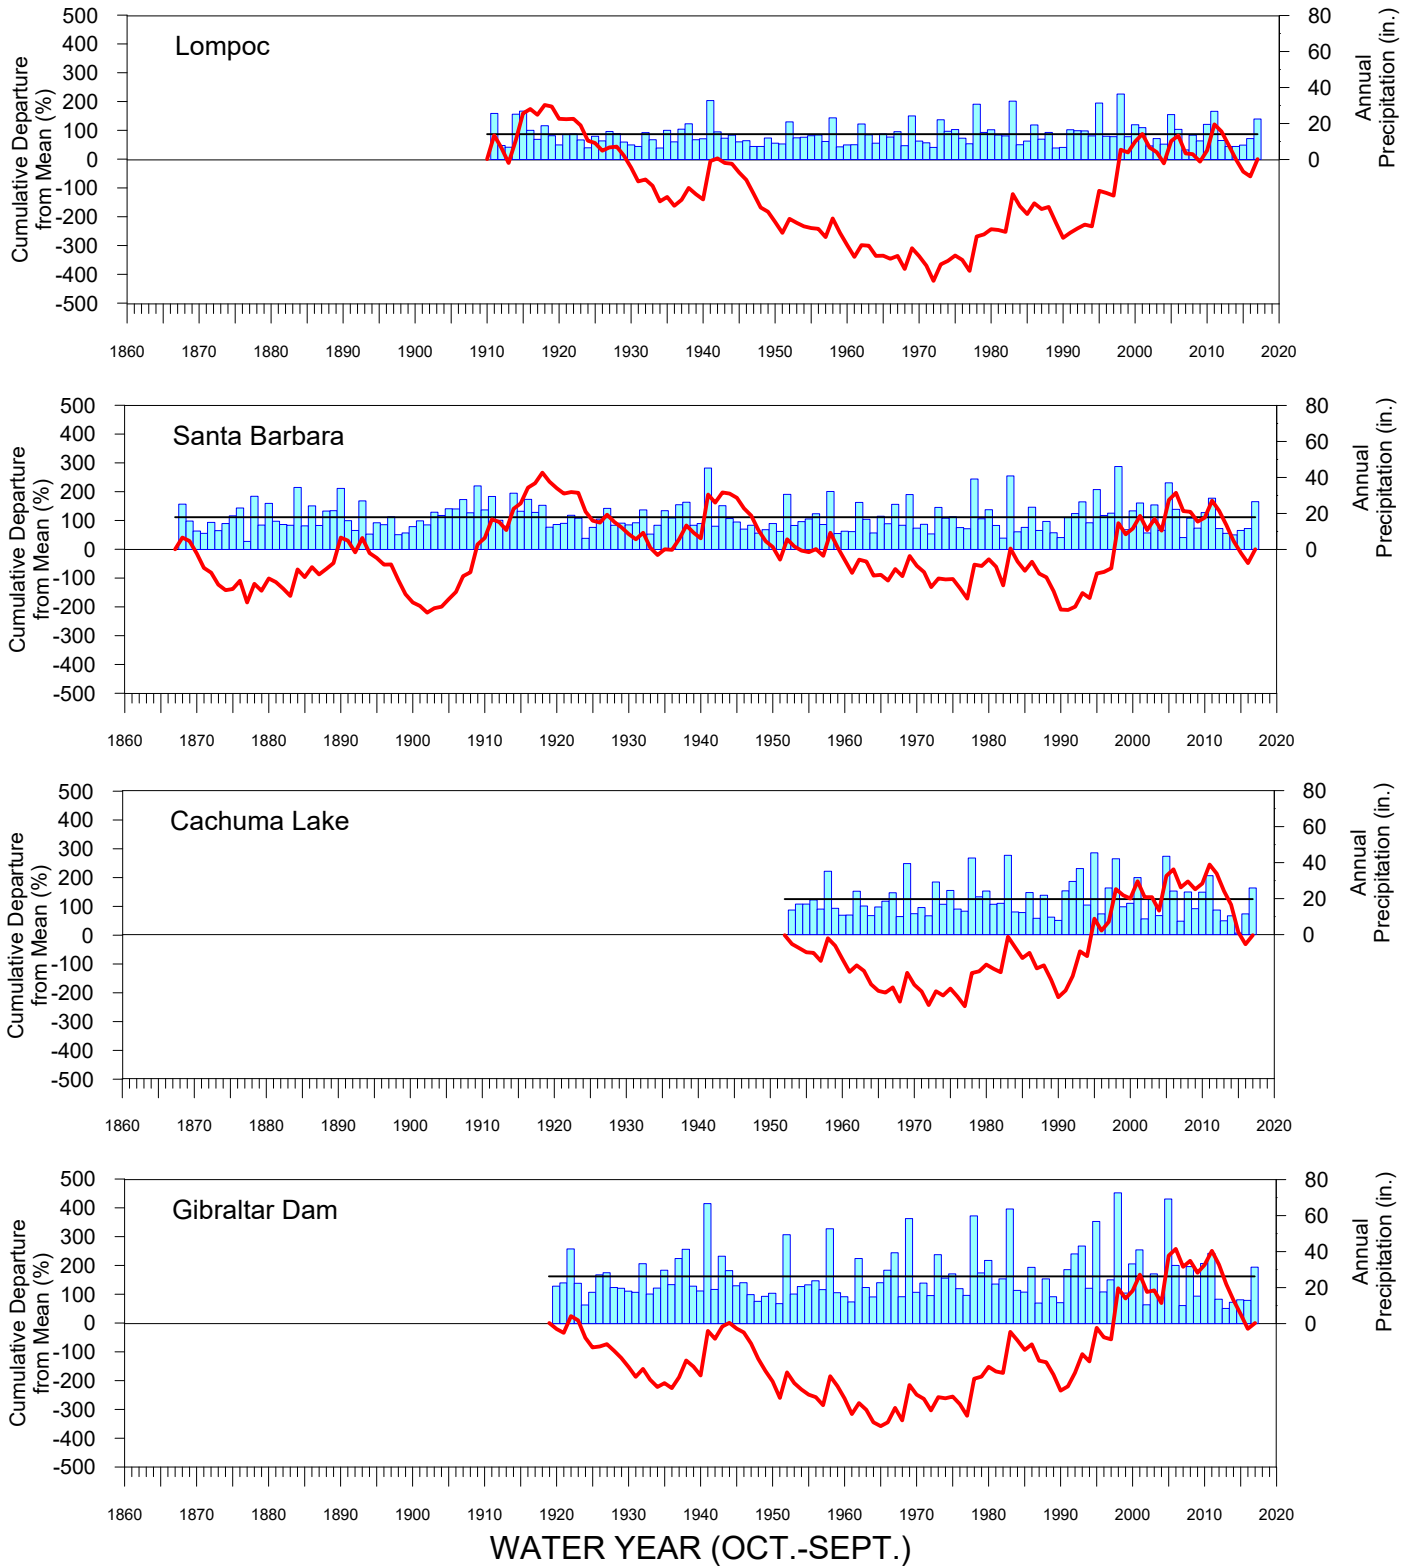 Lompoc
Cumulative Departure
from Mean (%)
500
400
300
200
100
0
-100
-200
-300
-400
-500
80
60
40
20
0
Annual
Precipitation (in.)
1860 1870 1880 1890 1900 1910 1920 1930 1940 1950 1960 1970 1980 1990 2000 2010 2020
Santa Barbara
Cumulative Departure
from Mean (%)
500
400
300
200
100
0
-100
-200
-300
-400
-500
80
60
40
20
0
Annual
Precipitation (in.)
1860 1870 1880 1890 1900 1910 1920 1930 1940 1950 1960 1970 1980 1990 2000 2010 2020
Cachuma Lake
Cumulative Departure
from Mean (%)
500
400
300
200
100
0
-100
-200
-300
-400
-500
80
60
40
20
0
Annual
Precipitation (in.)
1860 1870 1880 1890 1900 1910 1920 1930 1940 1950 1960 1970 1980 1990 2000 2010 2020
Gibraltar Dam
Cumulative Departure
from Mean (%)
500
400
300
200
100
0
-100
-200
-300
-400
-500
80
60
40
20
0
Annual
Precipitation (in.)
1860 1870 1880 1890 1900 1910 1920 1930 1940 1950 1960 1970 1980 1990 2000 2010 2020
WATER YEAR (OCT.-SEPT.)